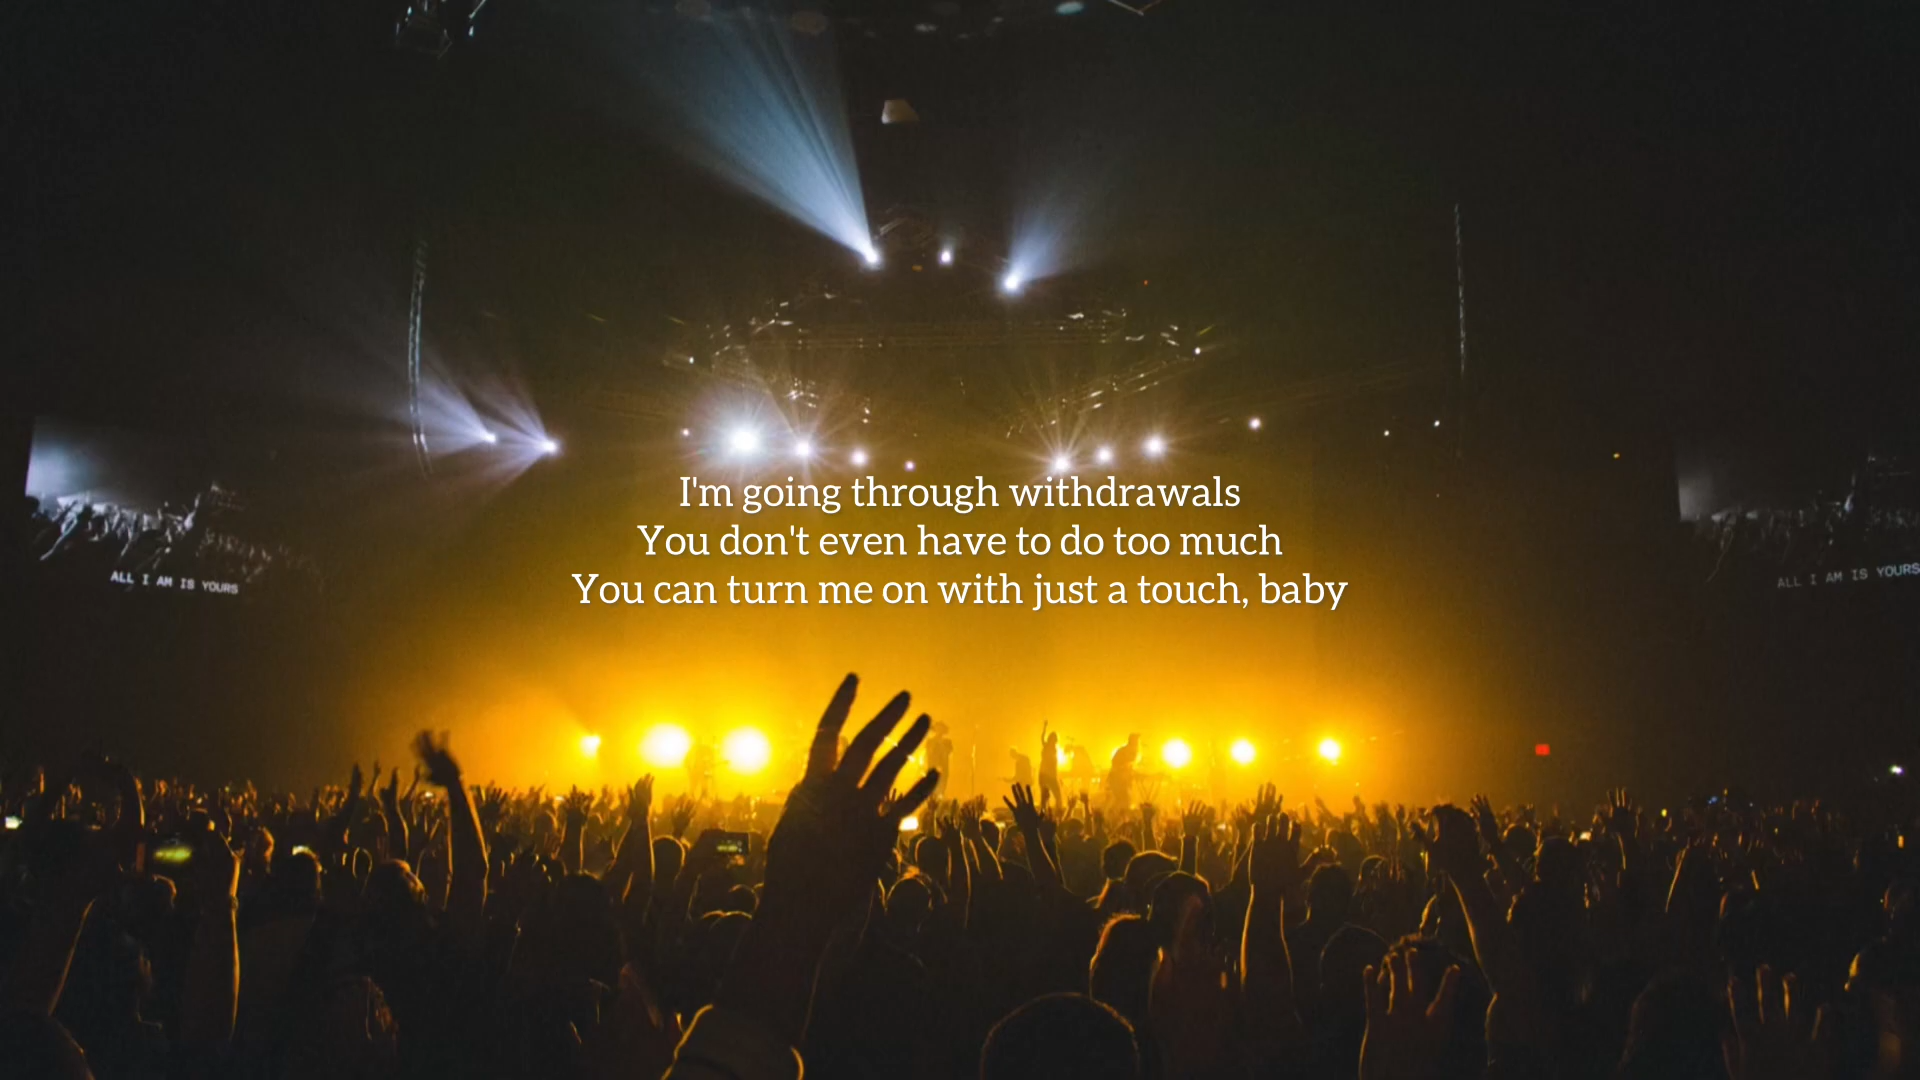 I'm going through withdrawals
You don't even have to do too much
You can turn me on with just a touch, baby
ALL I AM IS YOURS
ALL I AM IS YOURS